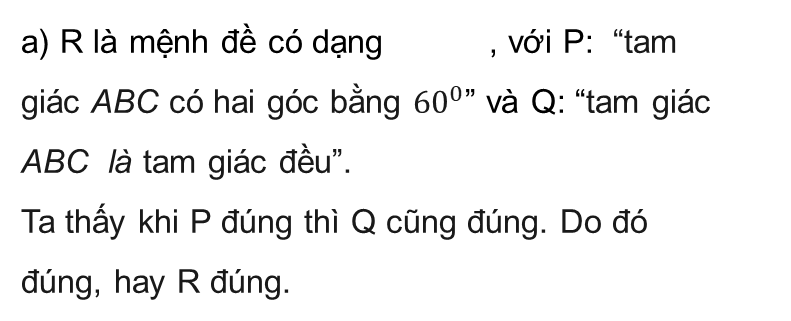 a) R là mệnh đề có dạng , với P: “tam
giác ABC có hai góc bằng 60⁰” và Q: “tam giác
ABC là tam giác đều”.
Ta thấy khi P đúng thì Q cũng đúng. Do đó
đúng, hay R đúng.